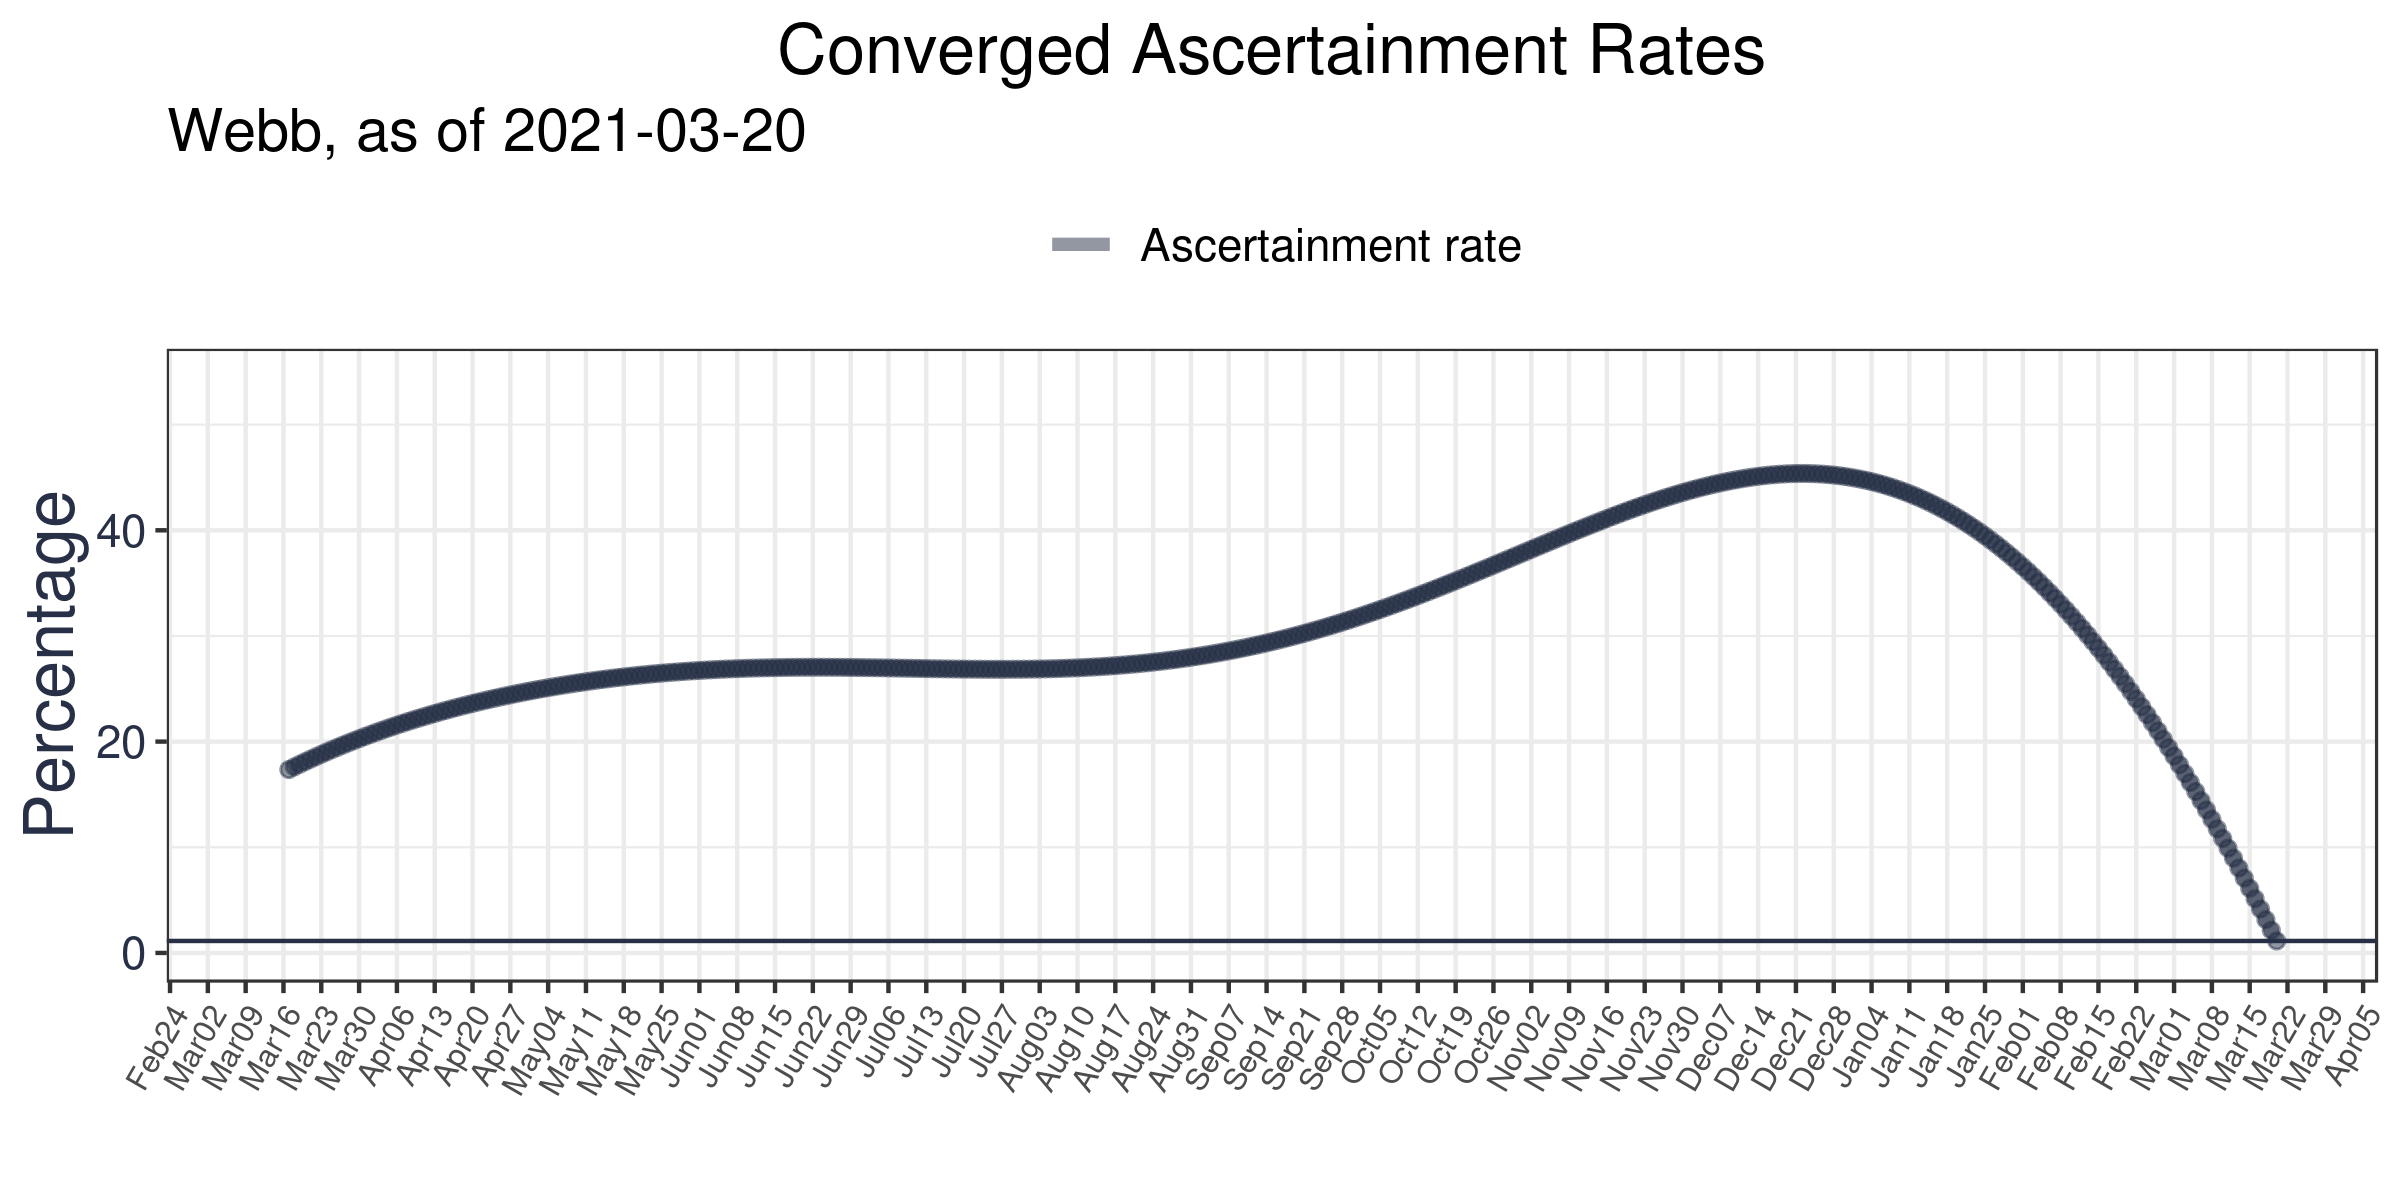 Converged Ascertainment Rates
Webb, as of 2021-03-20
Ascertainment rate
Percentage
40
20
0
Feb24
Mar02
Mar09
Mar16
Mar23
Mar30
Apr06
Apr13
Apr20
Apr27
May04
May11
May18
May25
Jun01
Jun08
Jun15
Jun22
Jun29
Jul06
Jul13
Jul20
Jul27
Aug03
Aug10
Aug17
Aug24
Aug31
Sep07
Sep14
Sep21
Sep28
Oct05
Oct12
Oct19
Oct26
Nov02
Nov09
Nov16
Nov23
Nov30
Dec07
Dec14
Dec21
Dec28
Jan04
Jan11
Jan18
Jan25
Feb01
Feb08
Feb15
Feb22
Mar01
Mar08
Mar15
Mar22
Mar29
Apr05